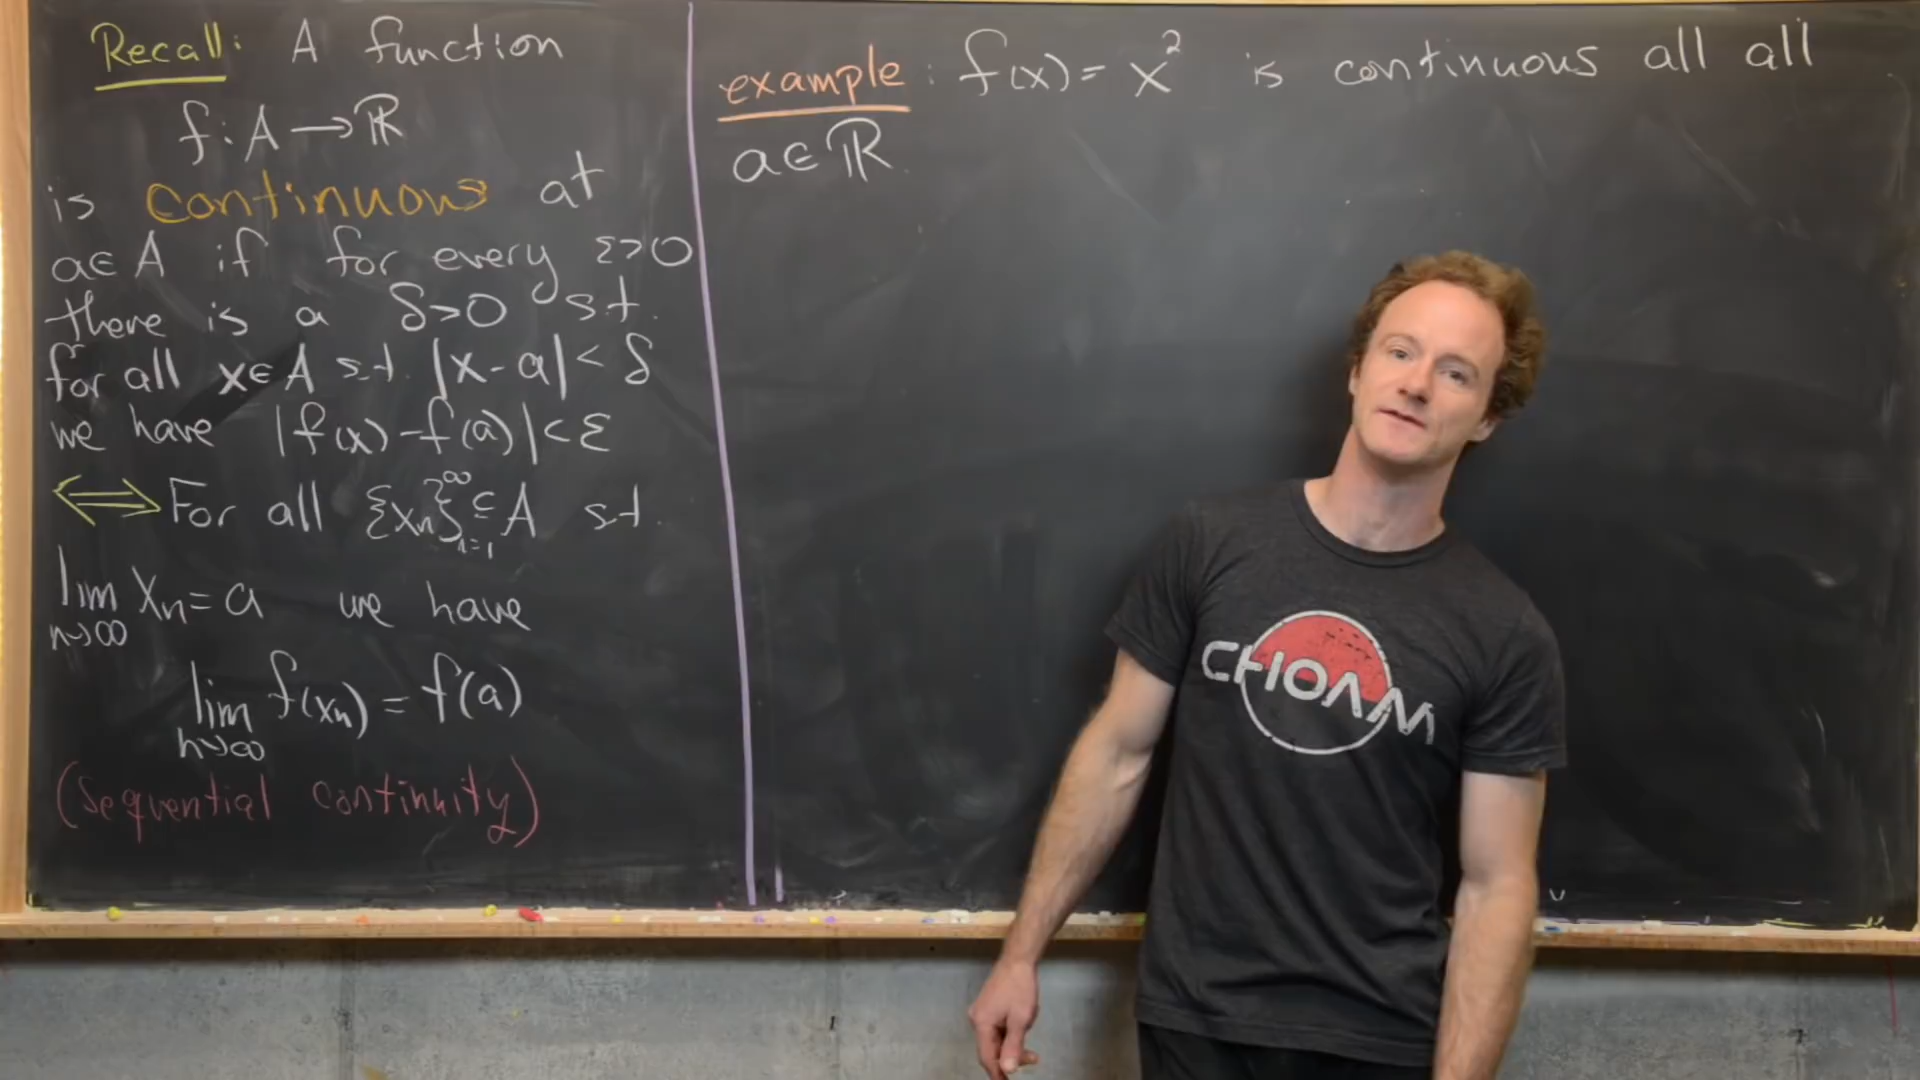 Recall: A function
f: A → ℝ
is continuous at
a ∈ A if for every ε > 0
there is a δ > 0 s.t.
for all x ∈ A s.t. |x - a| < δ
we have |f(x) - f(a)| < ε
⟺ For all {xₙ}ₙ₌₁^∞ ⊆ A s.t.
lim n→∞ xₙ = a we have
lim n→∞ f(xₙ) = f(a)
(sequential continuity)
example: f(x) = x² is continuous all all
a ∈ ℝ
CHOAM